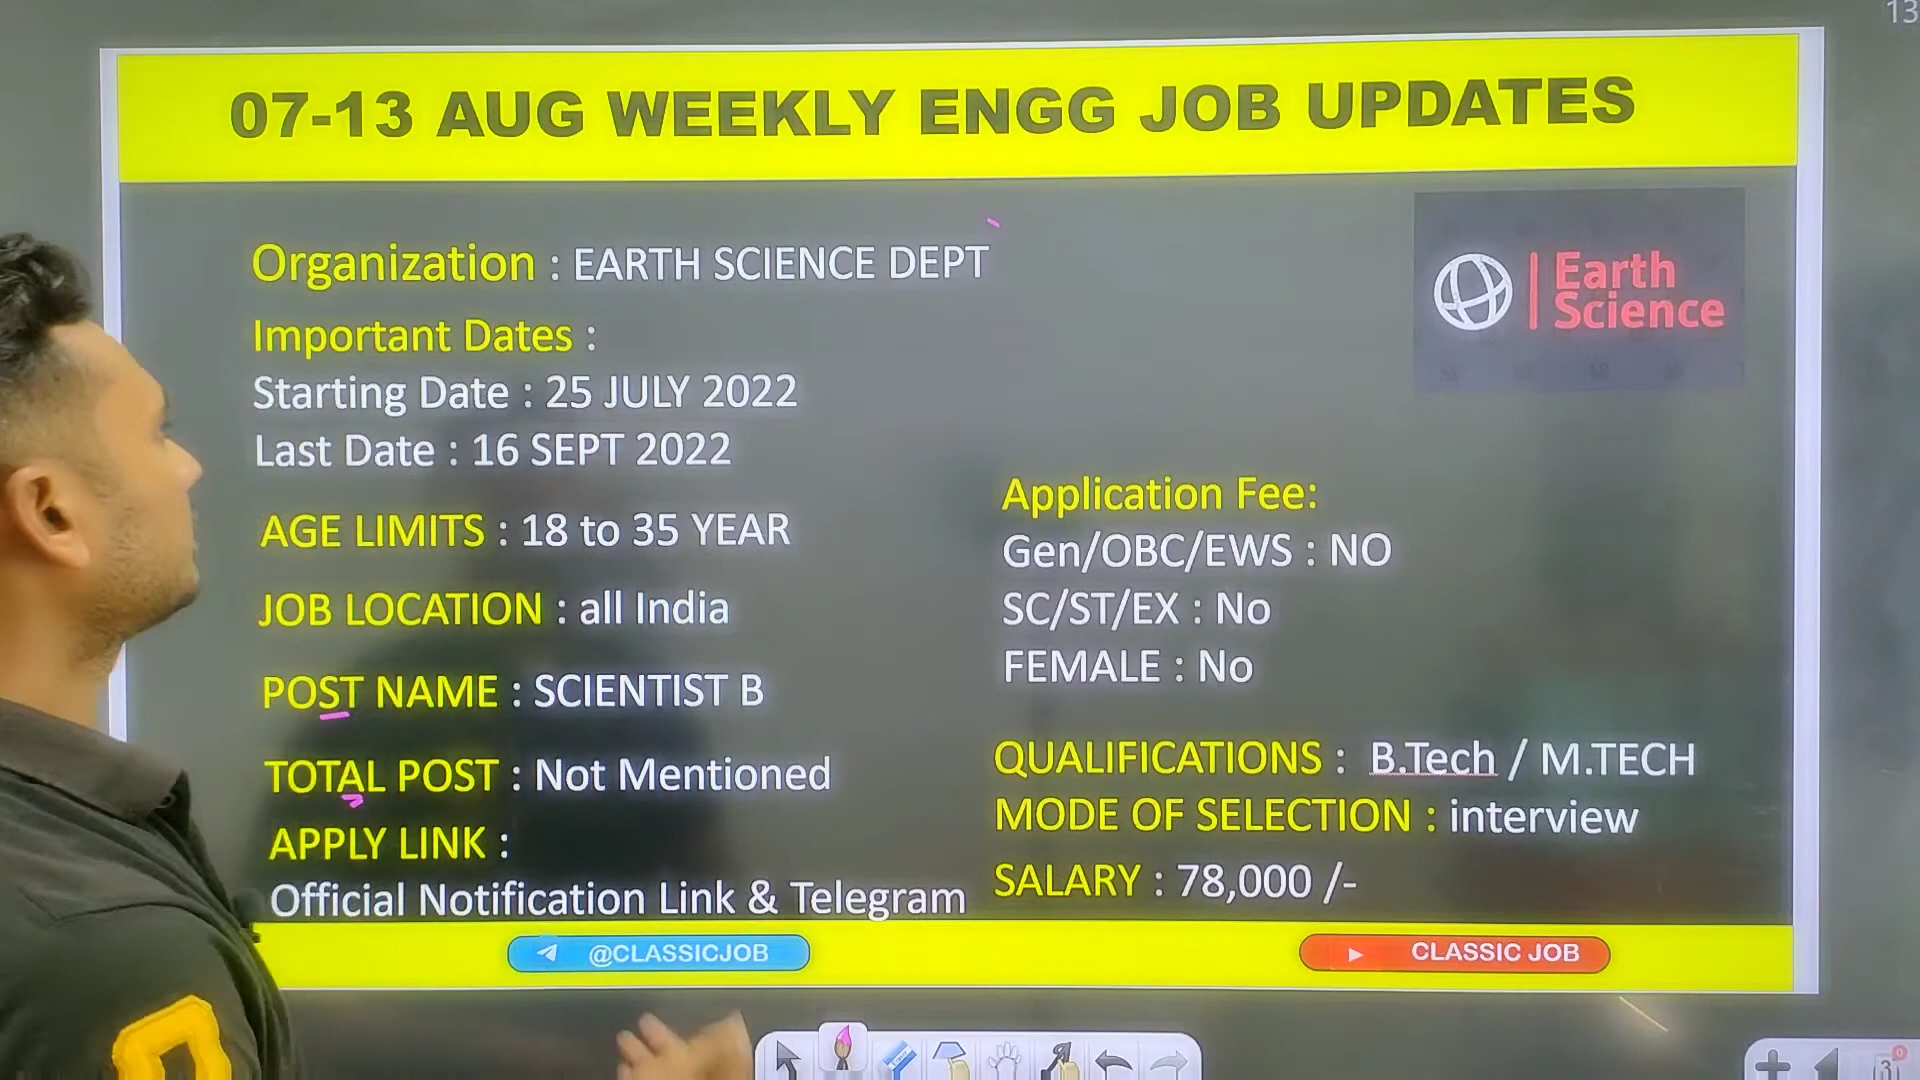 13
07-13 AUG WEEKLY ENGG JOB UPDATES
Earth
Science
Organization : EARTH SCIENCE DEPT
Important Dates :
Starting Date : 25 JULY 2022
Last Date : 16 SEPT 2022
AGE LIMITS : 18 to 35 YEAR
JOB LOCATION : all India
POST NAME : SCIENTIST B
TOTAL POST : Not Mentioned
APPLY LINK :
Official Notification Link & Telegram
Application Fee:
Gen/OBC/EWS : NO
SC/ST/EX : No
FEMALE : No
QUALIFICATIONS : B.Tech / M.TECH
MODE OF SELECTION : interview
SALARY : 78,000 /-
@CLASSICJOB
CLASSIC JOB